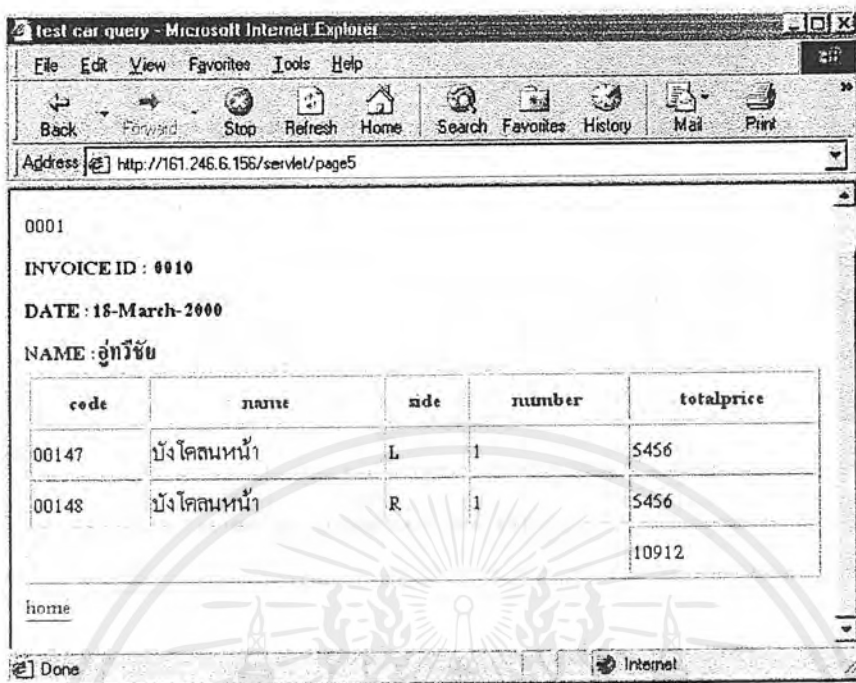 test car query - Microsoft Internet Explorer
File Edit View Favorites Tools Help
Back Forward Stop Refresh Home Search Favorites History Mail Print
Address http://161.246.6.156/servlet/page5
0001
INVOICE ID : 0010
DATE : 18-March-2000
NAME : อู่ทวีชัย
code name side number totalprice
00147 บังโคลนหน้า L 1 5456
00148 บังโคลนหน้า R 1 5456
10912
home
Done Internet